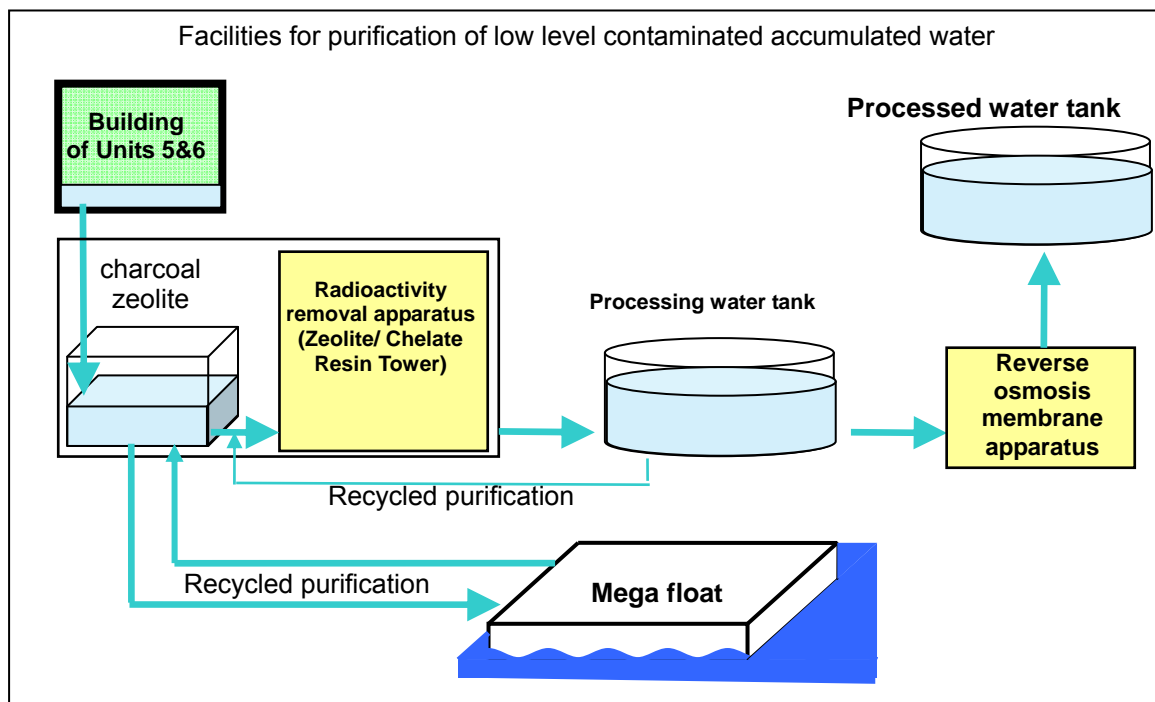 Facilities for purification of low level contaminated accumulated water
Building
of Units 5&6
Processed water tank
charcoal
zeolite
Radioactivity
removal apparatus
(Zeolite/ Chelate
Resin Tower)
Processing water tank
Reverse
osmosis
membrane
apparatus
Recycled purification
Recycled purification
Mega float